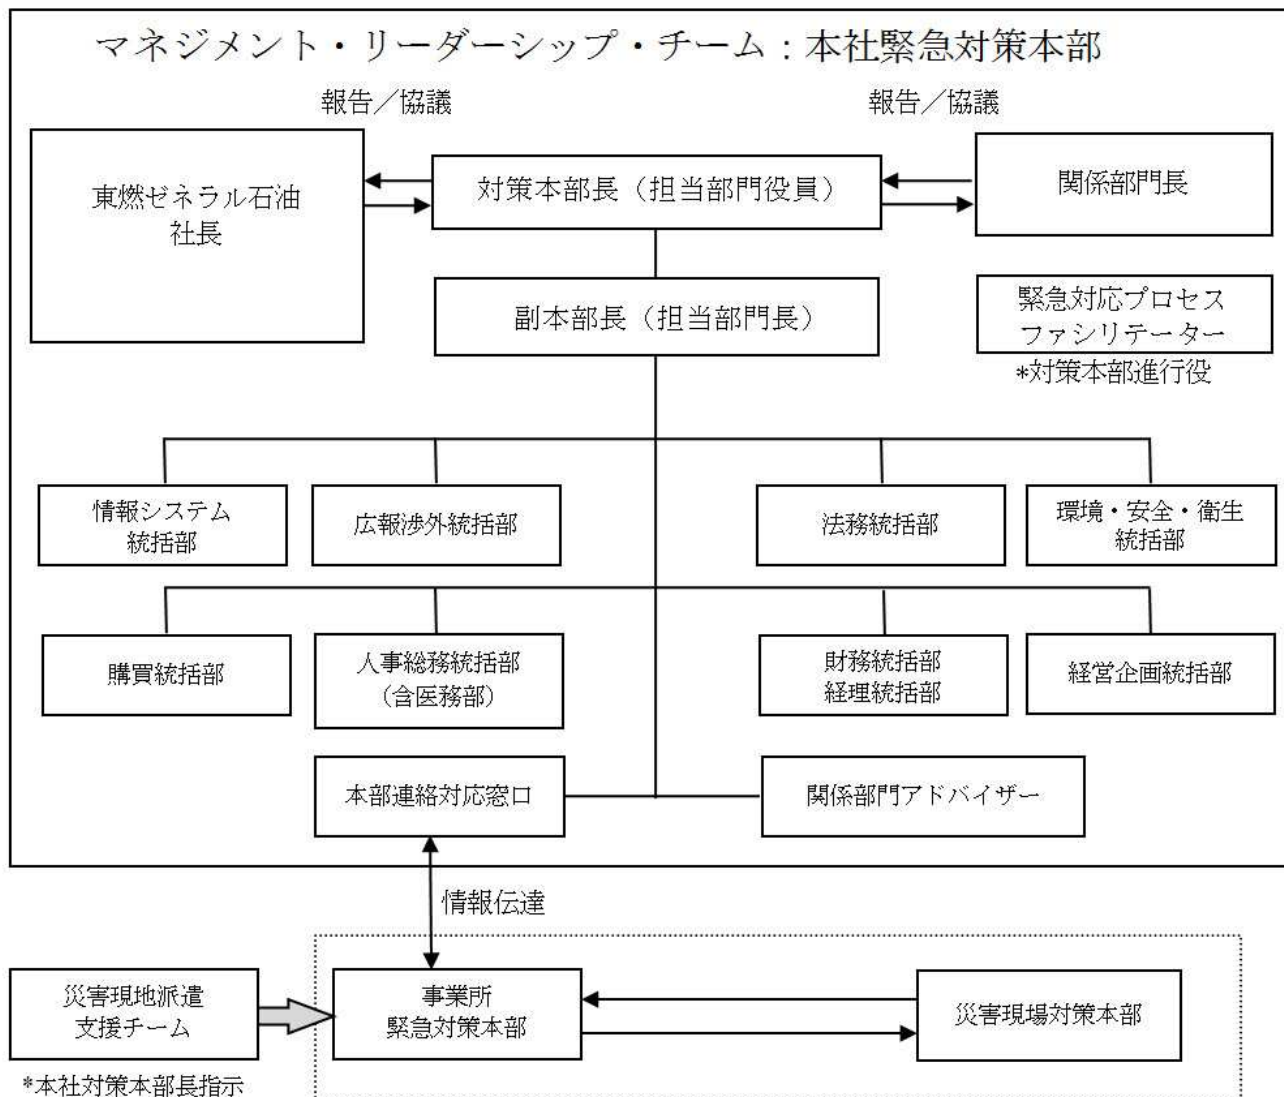 マネジメント・リーダーシップ・チーム：本社緊急対策本部
報告／協議
報告／協議
東燃ゼネラル石油
社長
対策本部長（担当部門役員）
関係部門長
副本部長（担当部門長）
緊急対応プロセス
ファシリテーター
*対策本部進行役
情報システム
統括部
広報渉外統括部
法務統括部
環境・安全・衛生
統括部
購買統括部
人事総務統括部
（含医務部）
財務統括部
経理統括部
経営企画統括部
本部連絡対応窓口
関係部門アドバイザー
情報伝達
災害現地派遣
支援チーム
*本社対策本部長指示
事業所
緊急対策本部
災害現場対策本部